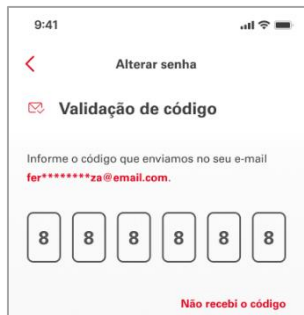 9:41
Alterar senha
Validação de código
Informe o código que enviamos no seu e-mail
fer********za@email.com.
8 8 8 8 8 8
Não recebi o código